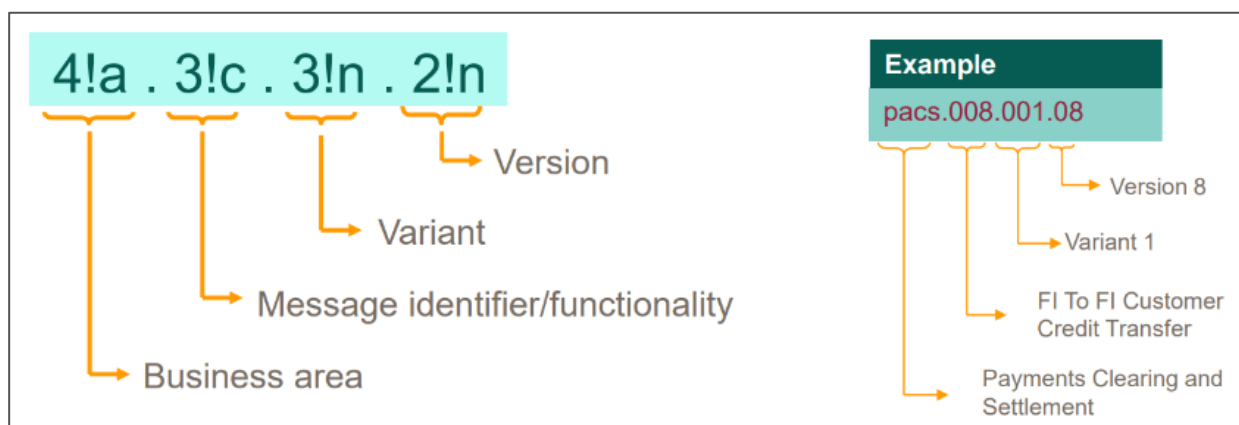 4!a . 3!c . 3!n . 2!n
Version
Variant
Message identifier/functionality
Business area
Example
pacs.008.001.08
Version 8
Variant 1
FI To FI Customer
Credit Transfer
Payments Clearing and
Settlement